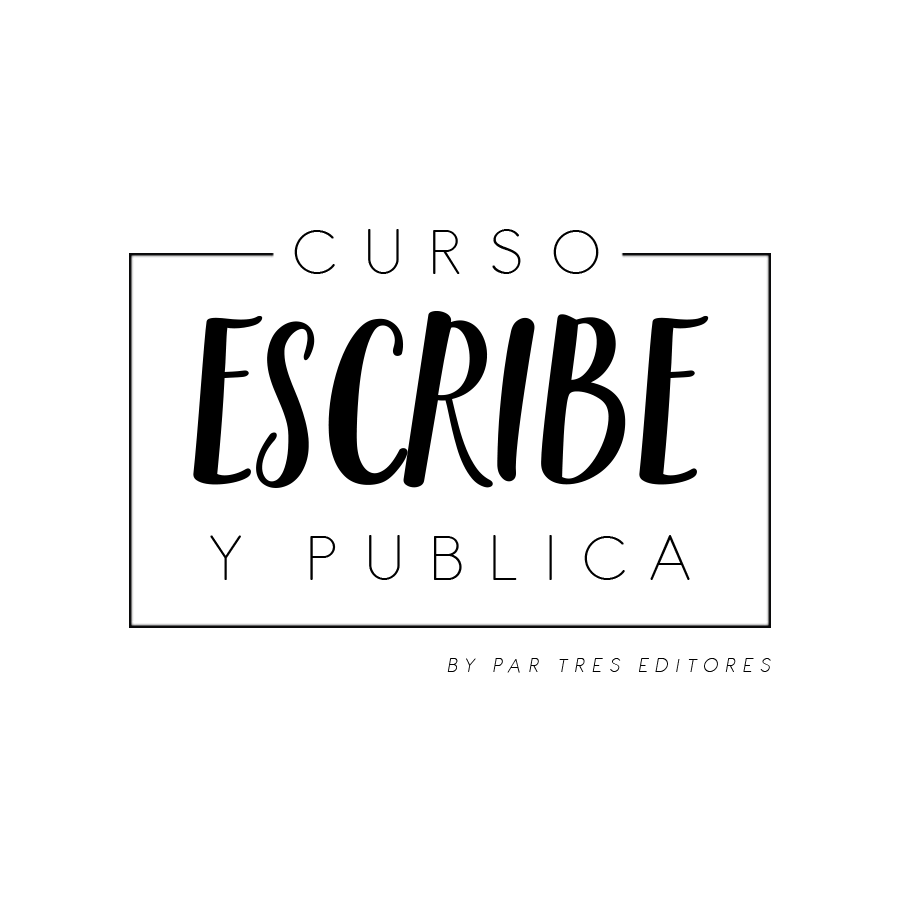 CURSO
ESCRIBE
Y PUBLICA
BY PAR TRES EDITORES